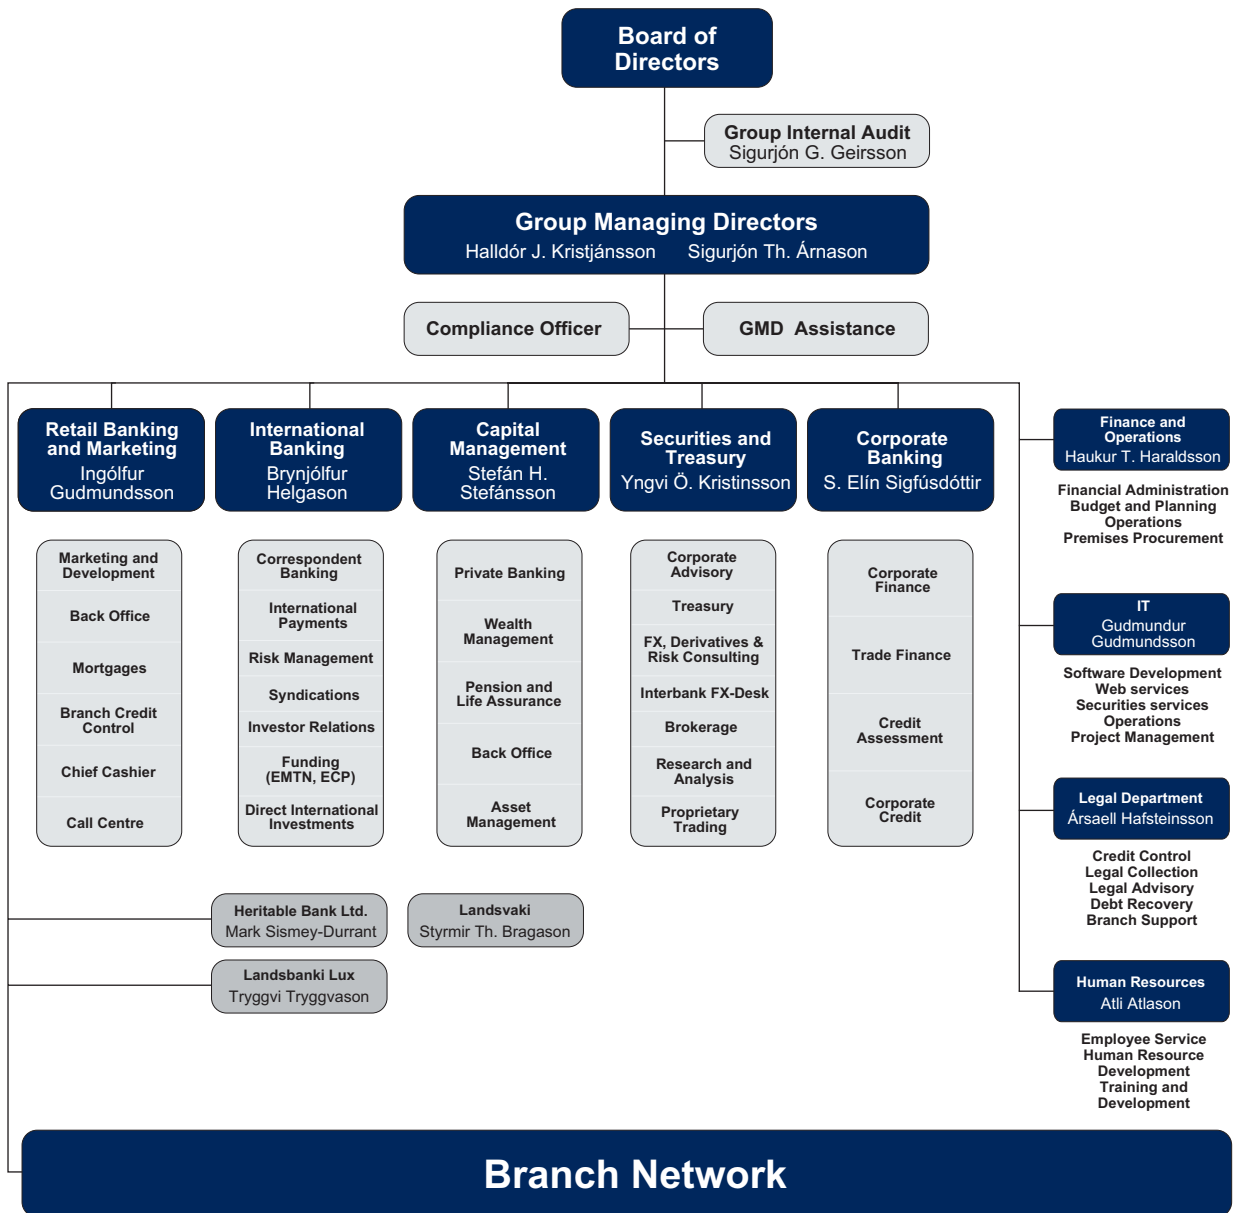 Board of
Directors
Group Internal Audit
Sigurjón G. Geirsson
Group Managing Directors
Halldór J. Kristjánsson Sigurjón Th. Árnason
Compliance Officer
GMD Assistance
Retail Banking
and Marketing
Ingólfur
Gudmundsson
International
Banking
Brynjólfur
Helgason
Capital
Management
Stefán H.
Stefánsson
Securities and
Treasury
Yngvi Ö. Kristinsson
Corporate
Banking
S. Elín Sigfúsdóttir
Marketing and
Development
Back Office
Mortgages
Branch Credit
Control
Chief Cashier
Call Centre
Correspondent
Banking
International
Payments
Risk Management
Syndications
Investor Relations
Funding
(EMTN, ECP)
Direct International
Investments
Private Banking
Wealth
Management
Pension and
Life Assurance
Back Office
Asset
Management
Corporate
Advisory
Treasury
FX, Derivatives &
Risk Consulting
Interbank FX-Desk
Brokerage
Research and
Analysis
Proprietary
Trading
Corporate
Finance
Trade Finance
Credit
Assessment
Corporate
Credit
Heritable Bank Ltd.
Mark Sismey-Durrant
Landsbanki Lux
Tryggvi Tryggvason
Landsvaki
Styrmir Th. Bragason
Finance and
Operations
Haukur T. Haraldsson
Financial Administration
Budget and Planning
Operations
Premises Procurement
IT
Gudmundur
Gudmundsson
Software Development
Web services
Securities services
Operations
Project Management
Legal Department
Ársaell Hafsteinsson
Credit Control
Legal Collection
Legal Advisory
Debt Recovery
Branch Support
Human Resources
Atli Atlason
Employee Service
Human Resource
Development
Training and
Development
Branch Network